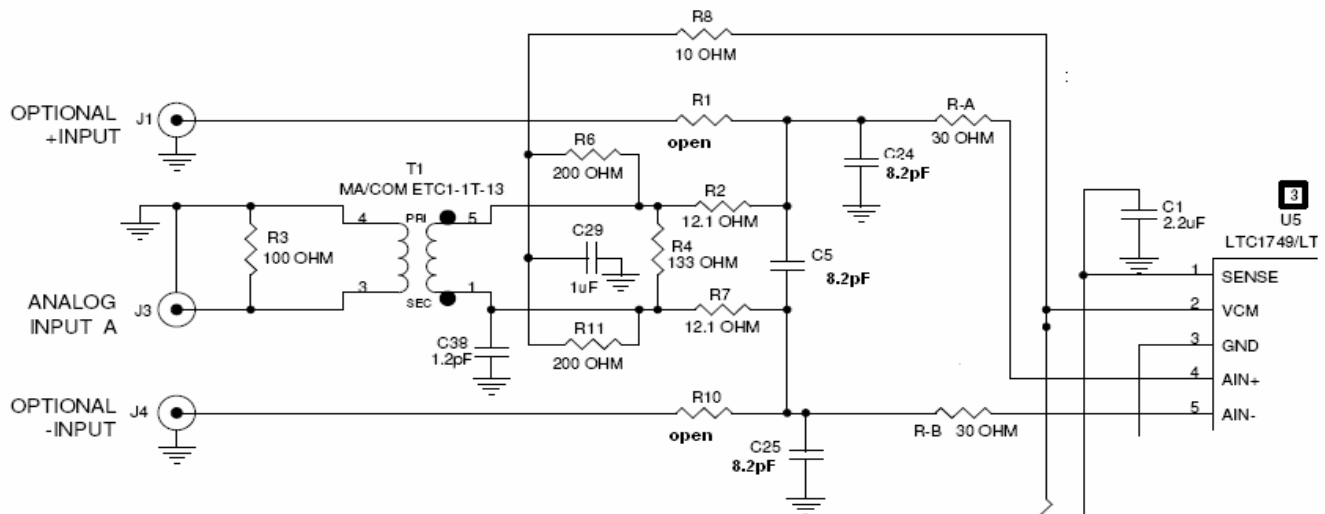 R8
10 OHM
OPTIONAL
+INPUT
J1
R1
open
R-A
30 OHM
R6
200 OHM
C24
8.2pF
T1
MA/COM ETC1-1T-13
4
PRI
5
R2
12.1 OHM
3
C1
2.2uF
U5
LTC1749/LT
R3
100 OHM
C29
1uF
R4
133 OHM
C5
8.2pF
1
SENSE
ANALOG
INPUT A
J3
3
SEC
1
R7
12.1 OHM
2
VCM
C38
1.2pF
R11
200 OHM
3
GND
4
AIN+
OPTIONAL
-INPUT
J4
R10
open
R-B 30 OHM
5
AIN-
C25
8.2pF